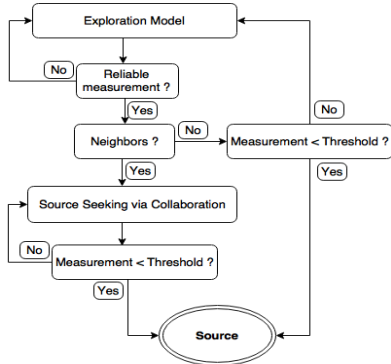 Exploration Model
No
Reliable
measurement ?
Yes
No
Neighbors ?
No
Measurement < Threshold ?
Yes
Yes
Source Seeking via Collaboration
No
Measurement < Threshold ?
Yes
Source